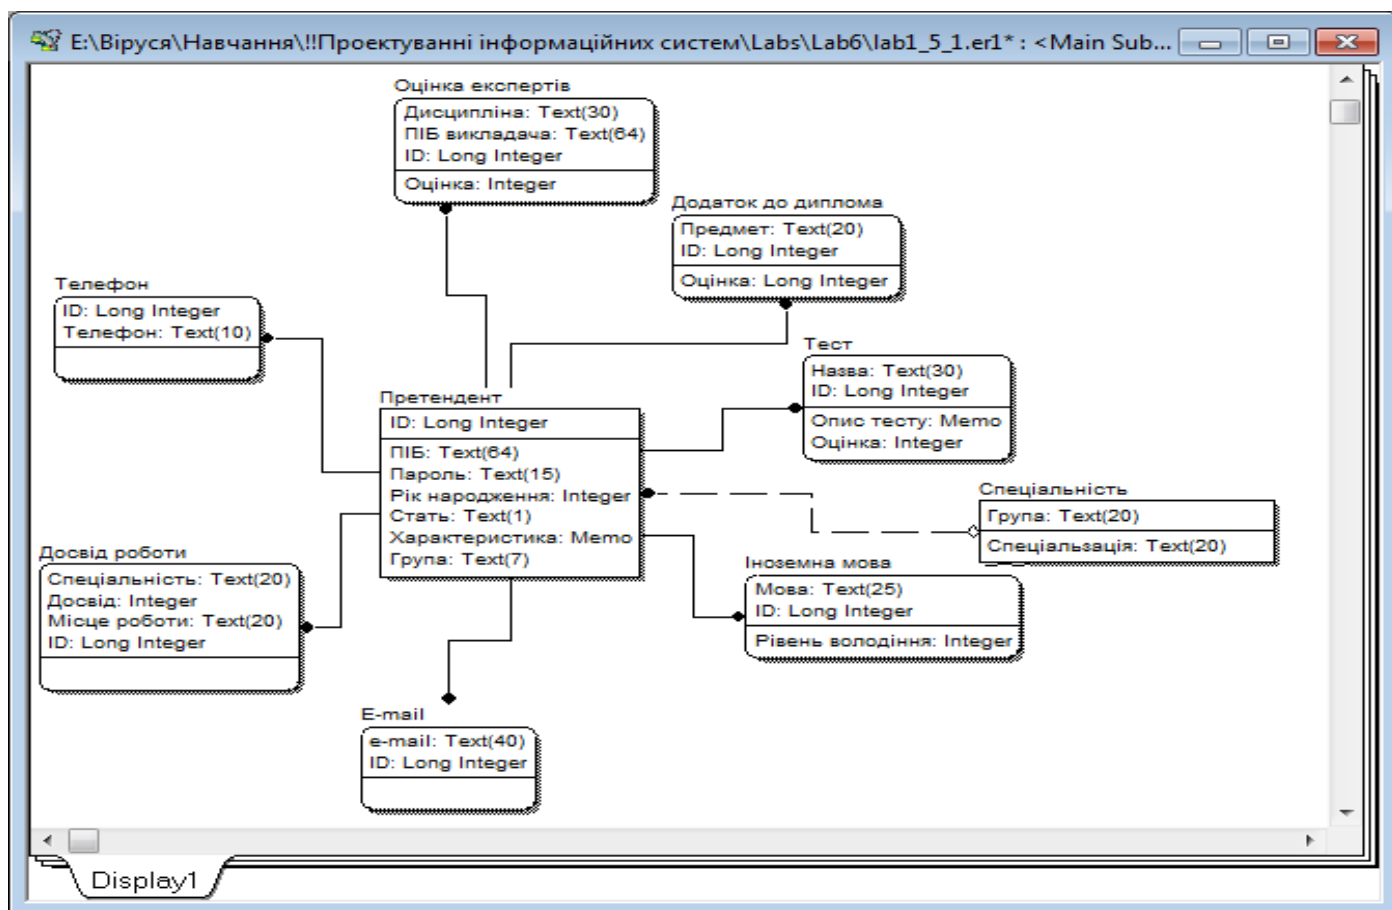 E:\Віруся\Навчання\!!Проектуванні інформаційних систем\Labs\Lab6\lab1_5_1.er1* : <Main Sub...
Оцінка експертів
Дисципліна: Text(30)
ПІБ викладача: Text(64)
ID: Long Integer
Оцінка: Integer
Додаток до диплома
Предмет: Text(20)
ID: Long Integer
Оцінка: Long Integer
Телефон
ID: Long Integer
Телефон: Text(10)
Тест
Назва: Text(30)
ID: Long Integer
Опис тесту: Memo
Оцінка: Integer
Претендент
ID: Long Integer
ПІБ: Text(64)
Пароль: Text(15)
Рік народження: Integer
Стать: Text(1)
Характеристика: Memo
Група: Text(7)
Спеціальність
Група: Text(20)
Спеціальзація: Text(20)
Досвід роботи
Спеціальність: Text(20)
Досвід: Integer
Місце роботи: Text(20)
ID: Long Integer
Іноземна мова
Мова: Text(25)
ID: Long Integer
Рівень володіння: Integer
E-mail
e-mail: Text(40)
ID: Long Integer
Display1